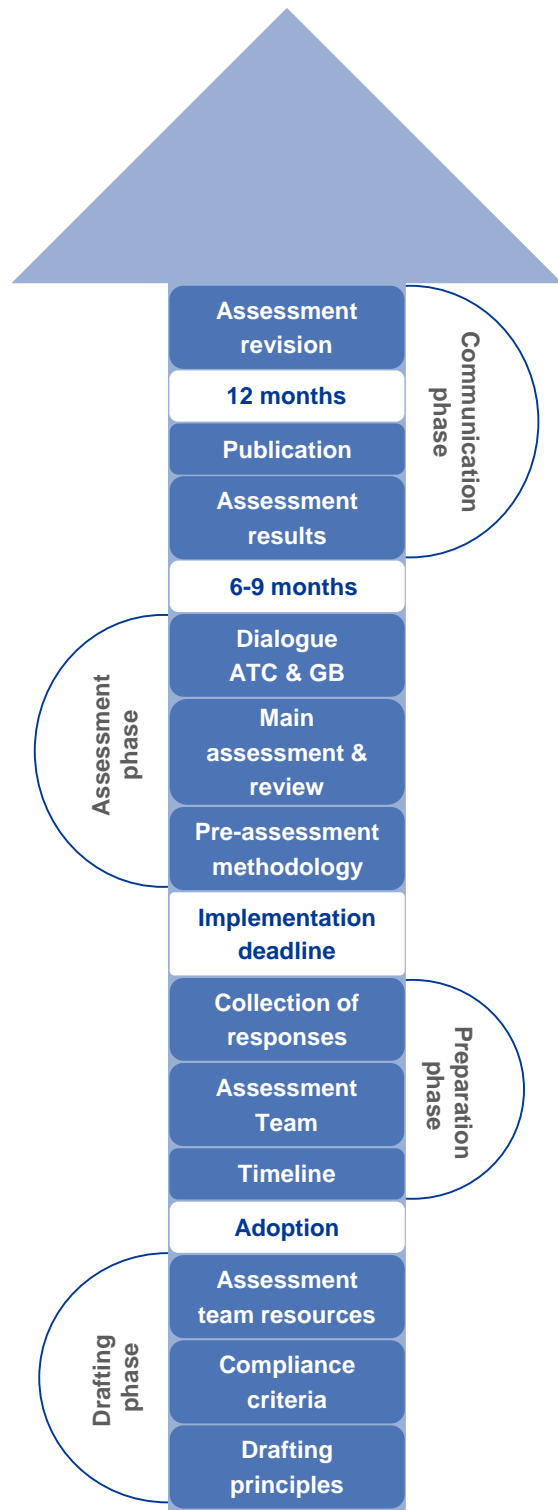 Assessment
revision
12 months
Publication
Assessment
results
Communication
phase
6-9 months
Dialogue
ATC & GB
Main
assessment &
review
Pre-assessment
methodology
Assessment
phase
Implementation
deadline
Collection of
responses
Assessment
Team
Timeline
Preparation
phase
Adoption
Assessment
team resources
Compliance
criteria
Drafting
principles
Drafting
phase